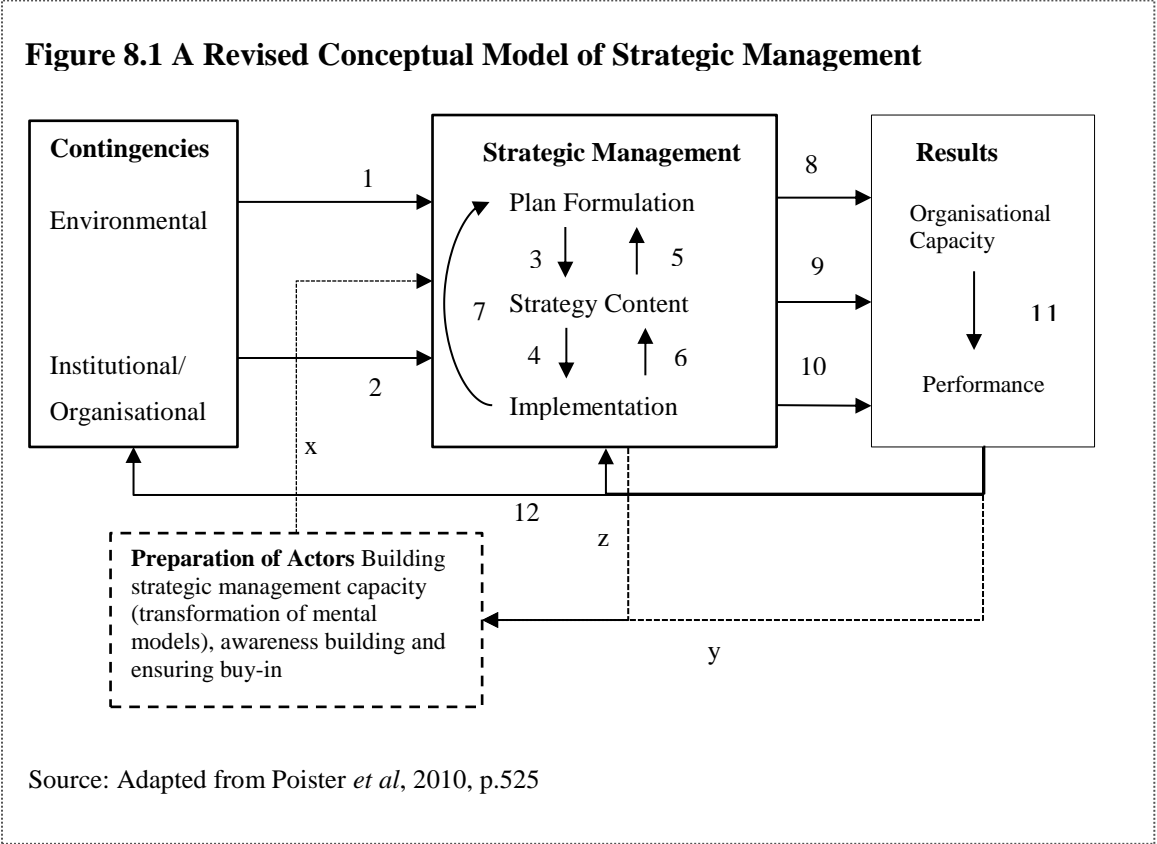 Figure 8.1 A Revised Conceptual Model of Strategic Management
Contingencies
Environmental
Institutional/
Organisational
1
2
x
Strategic Management
Plan Formulation
3
5
7
Strategy Content
4
6
Implementation
8
9
10
Results
Organisational
Capacity
11
Performance
12
z
y
Preparation of Actors Building
strategic management capacity
(transformation of mental
models), awareness building and
ensuring buy-in
Source: Adapted from Poister et al, 2010, p.525